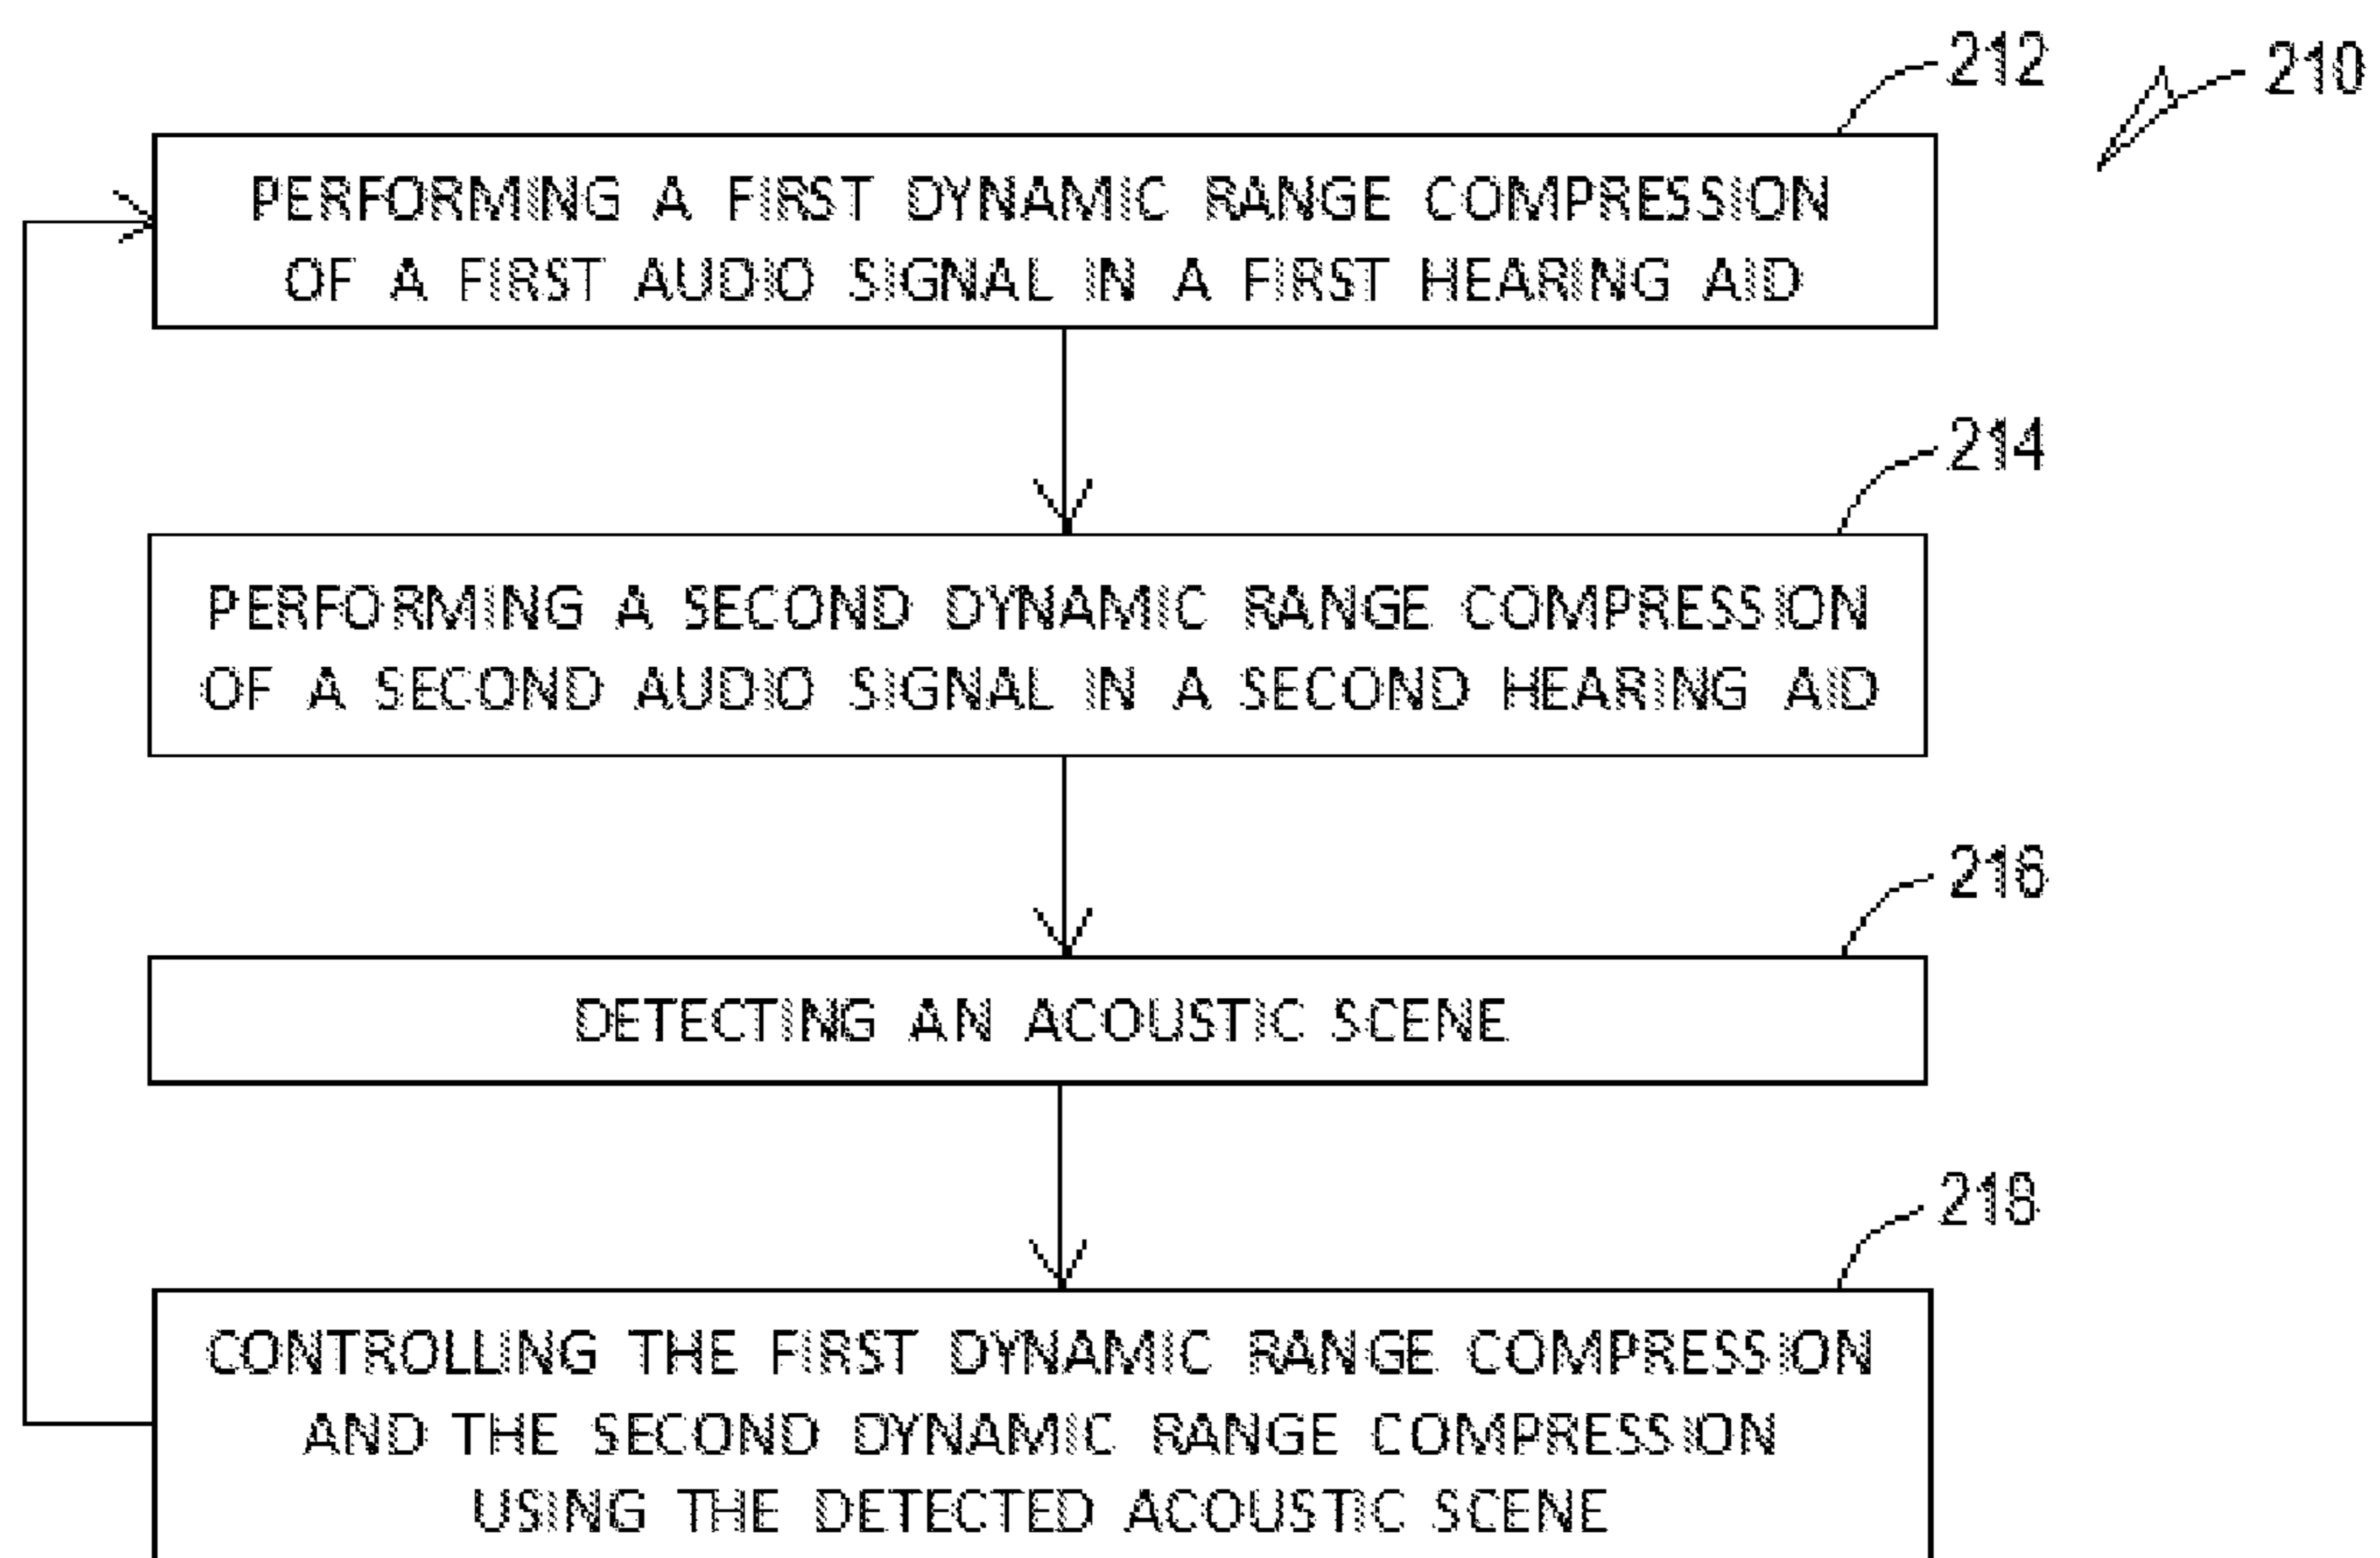 212
210
PERFORMING A FIRST DYNAMIC RANGE COMPRESSION
OF A FIRST AUDIO SIGNAL IN A FIRST HEARING AID
214
PERFORMING A SECOND DYNAMIC RANGE COMPRESSION
OF A SECOND AUDIO SIGNAL IN A SECOND HEARING AID
216
DETECTING AN ACOUSTIC SCENE
218
CONTROLLING THE FIRST DYNAMIC RANGE COMPRESSION
AND THE SECOND DYNAMIC RANGE COMPRESSION
USING THE DETECTED ACOUSTIC SCENE